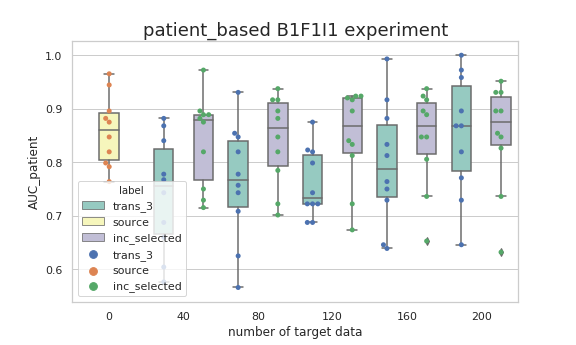 patient_based B1F1I1 experiment
1.0
0.9
0.8
0.7
0.6
AUC_patient
label
trans_3
source
inc_selected
trans_3
source
inc_selected
0 40 80 120 160 200
number of target data